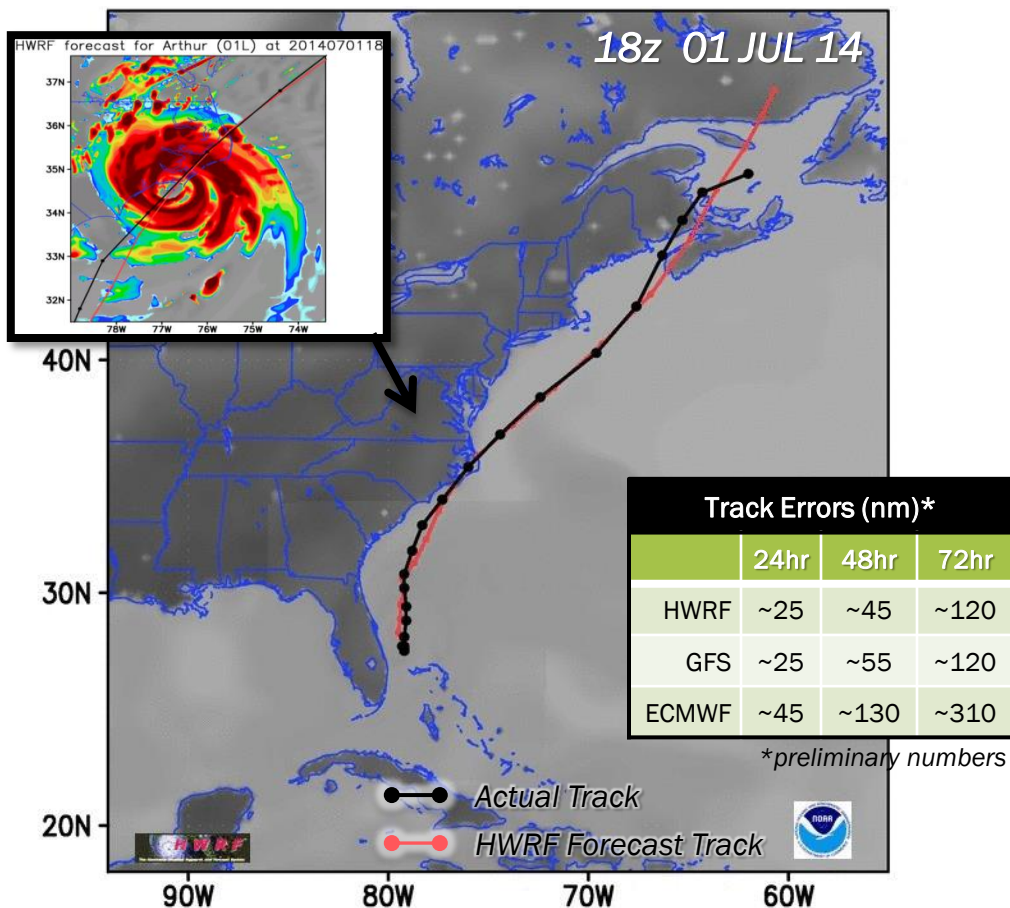 HWRF forecast for Arthur (01L) at 2014070118
18z 01 JUL 14
37N
36N
35N
34N
33N
32N
78W 77W 76W 75W 74W
40N
30N
20N
90W 80W 70W 60W
Track Errors (nm)*
24hr 48hr 72hr
HWRF ~25 ~45 ~120
GFS ~25 ~55 ~120
ECMWF ~45 ~130 ~310
*preliminary numbers
Actual Track
HWRF Forecast Track
HWRF
NOAA